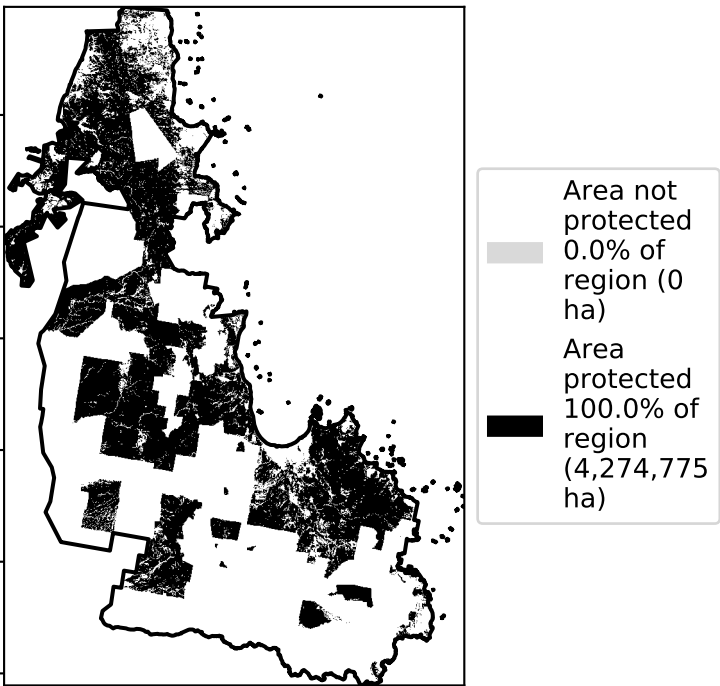 Area not
protected
0.0% of
region (0
ha)
Area
protected
100.0% of
region
(4,274,775
ha)